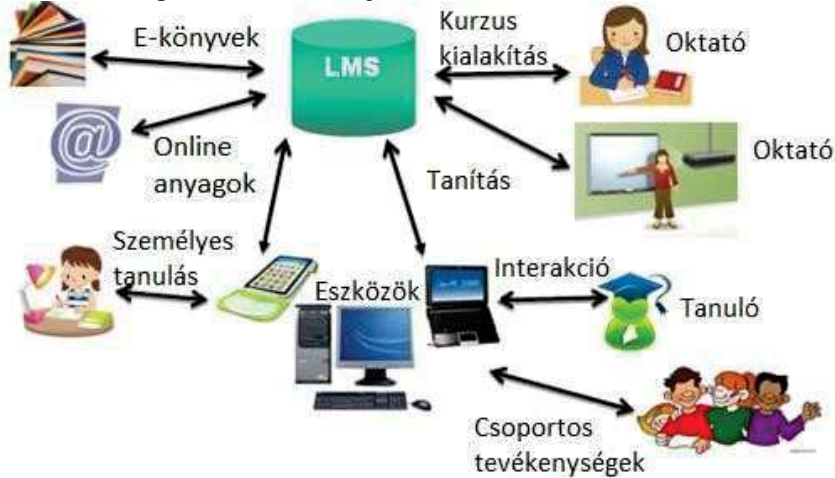 E-könyvek
LMS
Kurzus
kialakítás
Oktató
@
Online
anyagok
Tanítás
Oktató
Személyes
tanulás
Eszközök
Interakció
Tanuló
Csoportos
tevékenységek